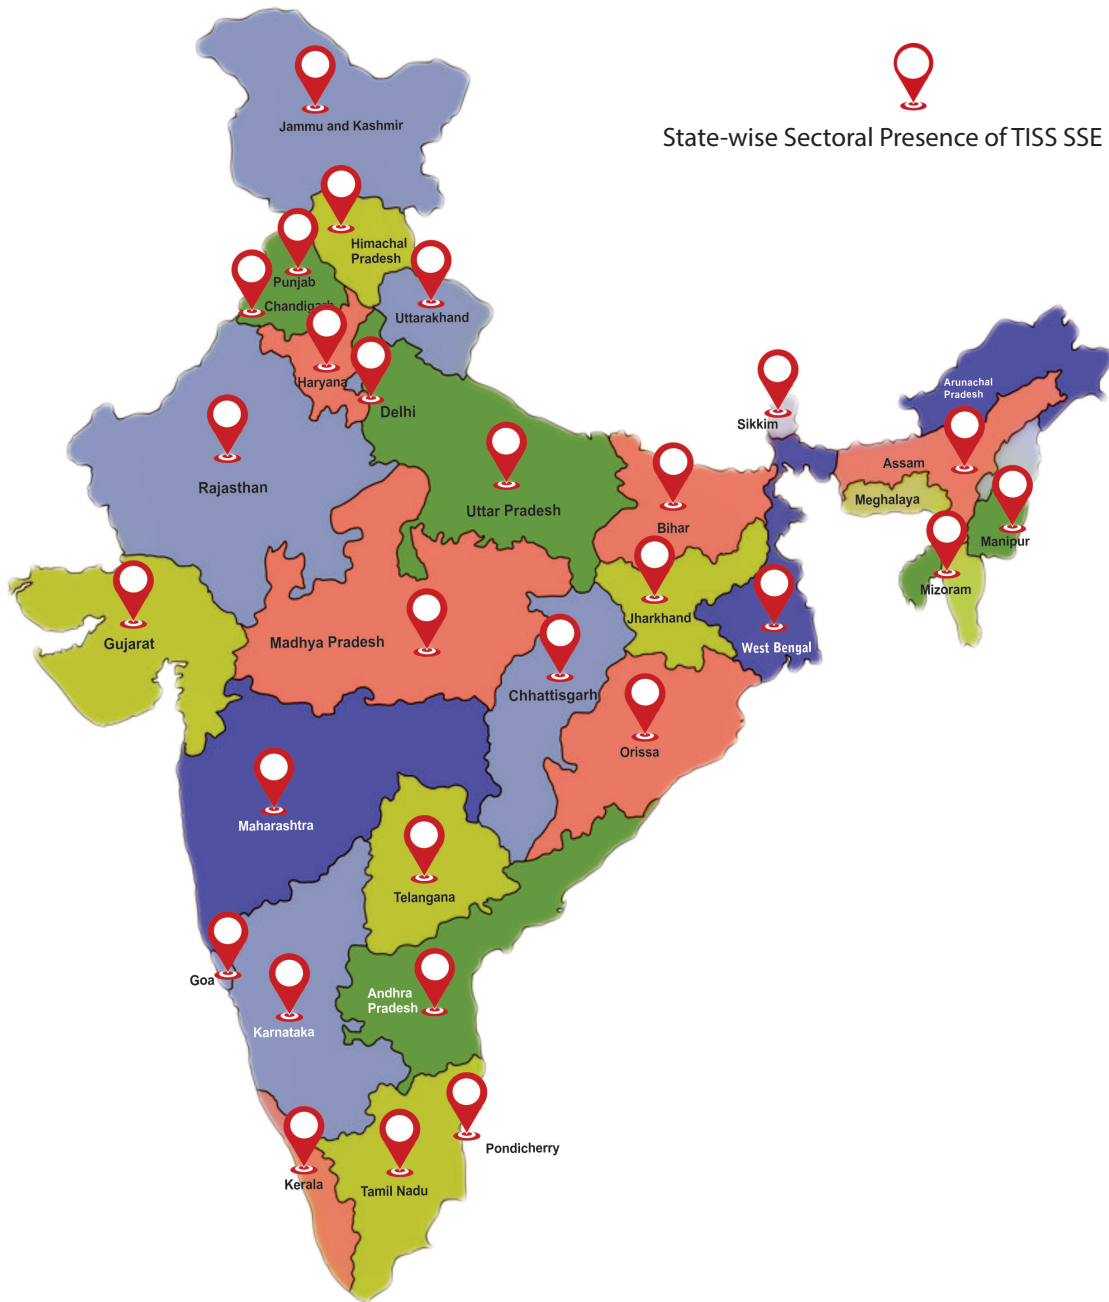 State-wise Sectoral Presence of TISS SSE
Jammu and Kashmir
Himachal
Pradesh
Punjab
Chandigarh
Uttarakhand
Haryana
Delhi
Rajasthan
Uttar Pradesh
Bihar
Sikkim
Arunachal
Pradesh
Assam
Meghalaya
Manipur
Mizoram
Gujarat
Madhya Pradesh
Jharkhand
West Bengal
Chhattisgarh
Orissa
Maharashtra
Telangana
Goa
Karnataka
Andhra
Pradesh
Pondicherry
Kerala
Tamil Nadu